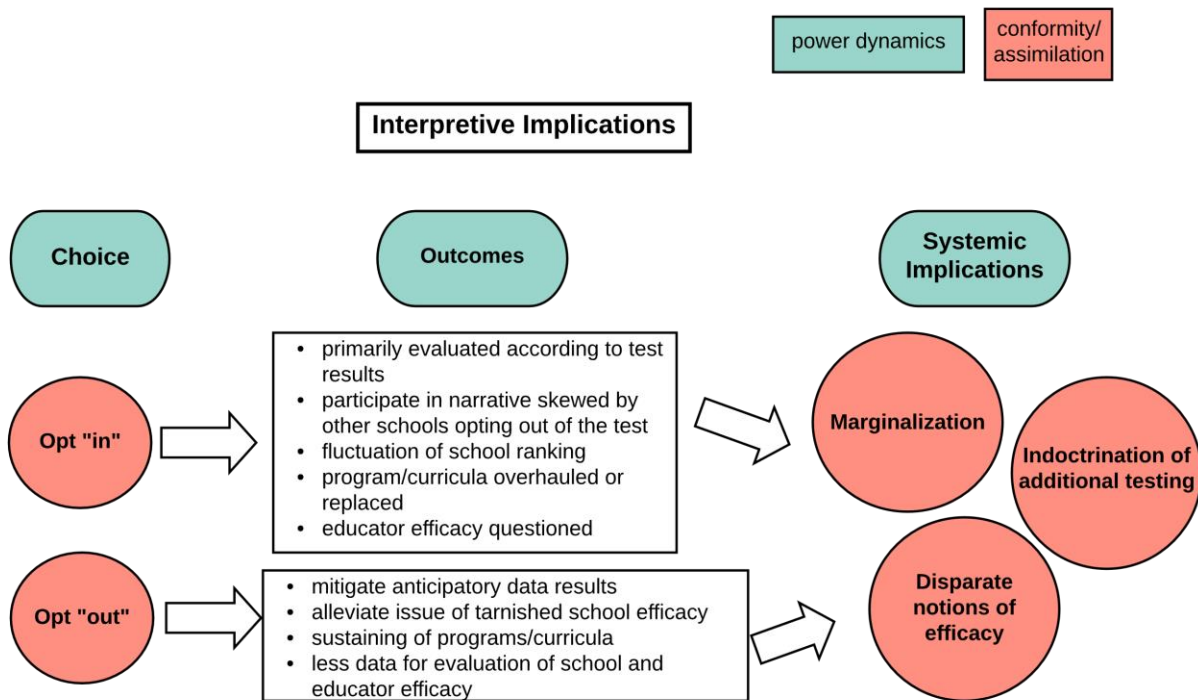 power dynamics
conformity/
assimilation
Interpretive Implications
Choice
Outcomes
Systemic
Implications
Opt "in"
• primarily evaluated according to test
results
• participate in narrative skewed by
other schools opting out of the test
• fluctuation of school ranking
• program/curricula overhauled or
replaced
• educator efficacy questioned
Marginalization
Indoctrination of
additional testing
Opt "out"
• mitigate anticipatory data results
• alleviate issue of tarnished school efficacy
• sustaining of programs/curricula
• less data for evaluation of school and
educator efficacy
Disparate
notions of
efficacy